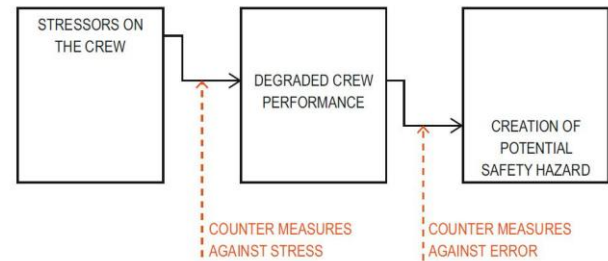 STRESSORS ON
THE CREW
DEGRADED CREW
PERFORMANCE
CREATION OF
POTENTIAL
SAFETY HAZARD
COUNTER MEASURES
AGAINST STRESS
COUNTER MEASURES
AGAINST ERROR